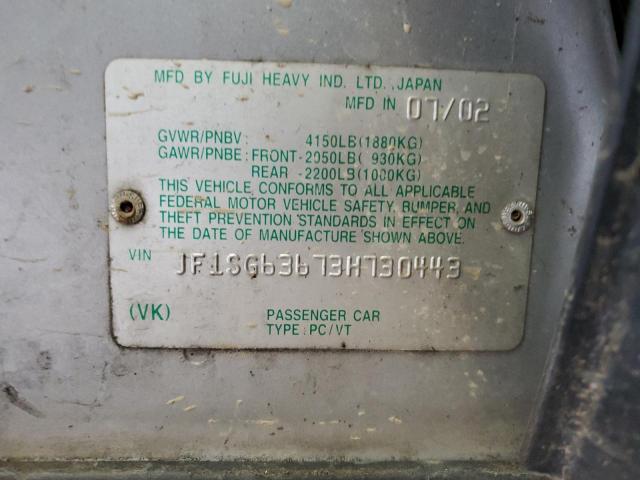 MFD BY FUJI HEAVY IND. LTD., JAPAN
MFD IN 07/02
GVWR/PNBV: 4150LB(1880KG)
GAWR/PNBE: FRONT-2050LB( 930KG)
REAR -2200LB(1000KG)
THIS VEHICLE CONFORMS TO ALL APPLICABLE
FEDERAL MOTOR VEHICLE SAFETY, BUMPER, AND
THEFT PREVENTION STANDARDS IN EFFECT ON
THE DATE OF MANUFACTURE SHOWN ABOVE.
VIN JF1SG63673H730443
(VK) PASSENGER CAR
TYPE: PC/VT